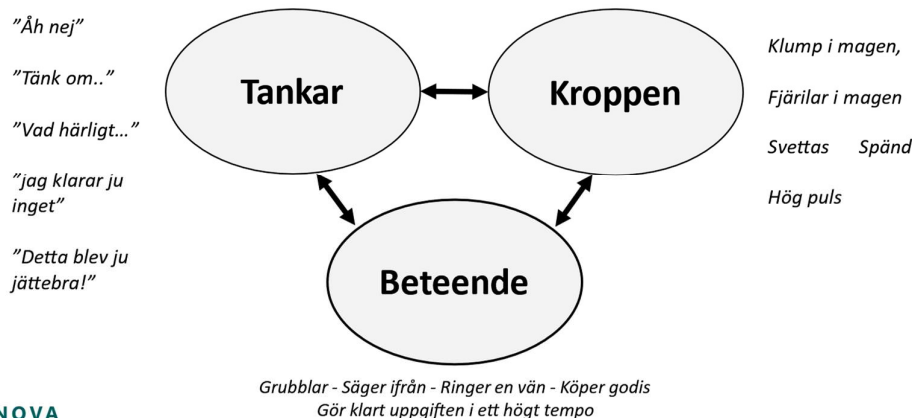 ”Åh nej”
”Tänk om..”
”Vad härligt...”
”jag klarar ju
inget”
”Detta blev ju
jättebra!”
Tankar
Kroppen
Klump i magen,
Fjärilar i magen
Svettas Spänd
Hög puls
Beteende
Grubblar - Säger ifrån - Ringer en vän - Köper godis
Gör klart uppgiften i ett högt tempo
NOVA